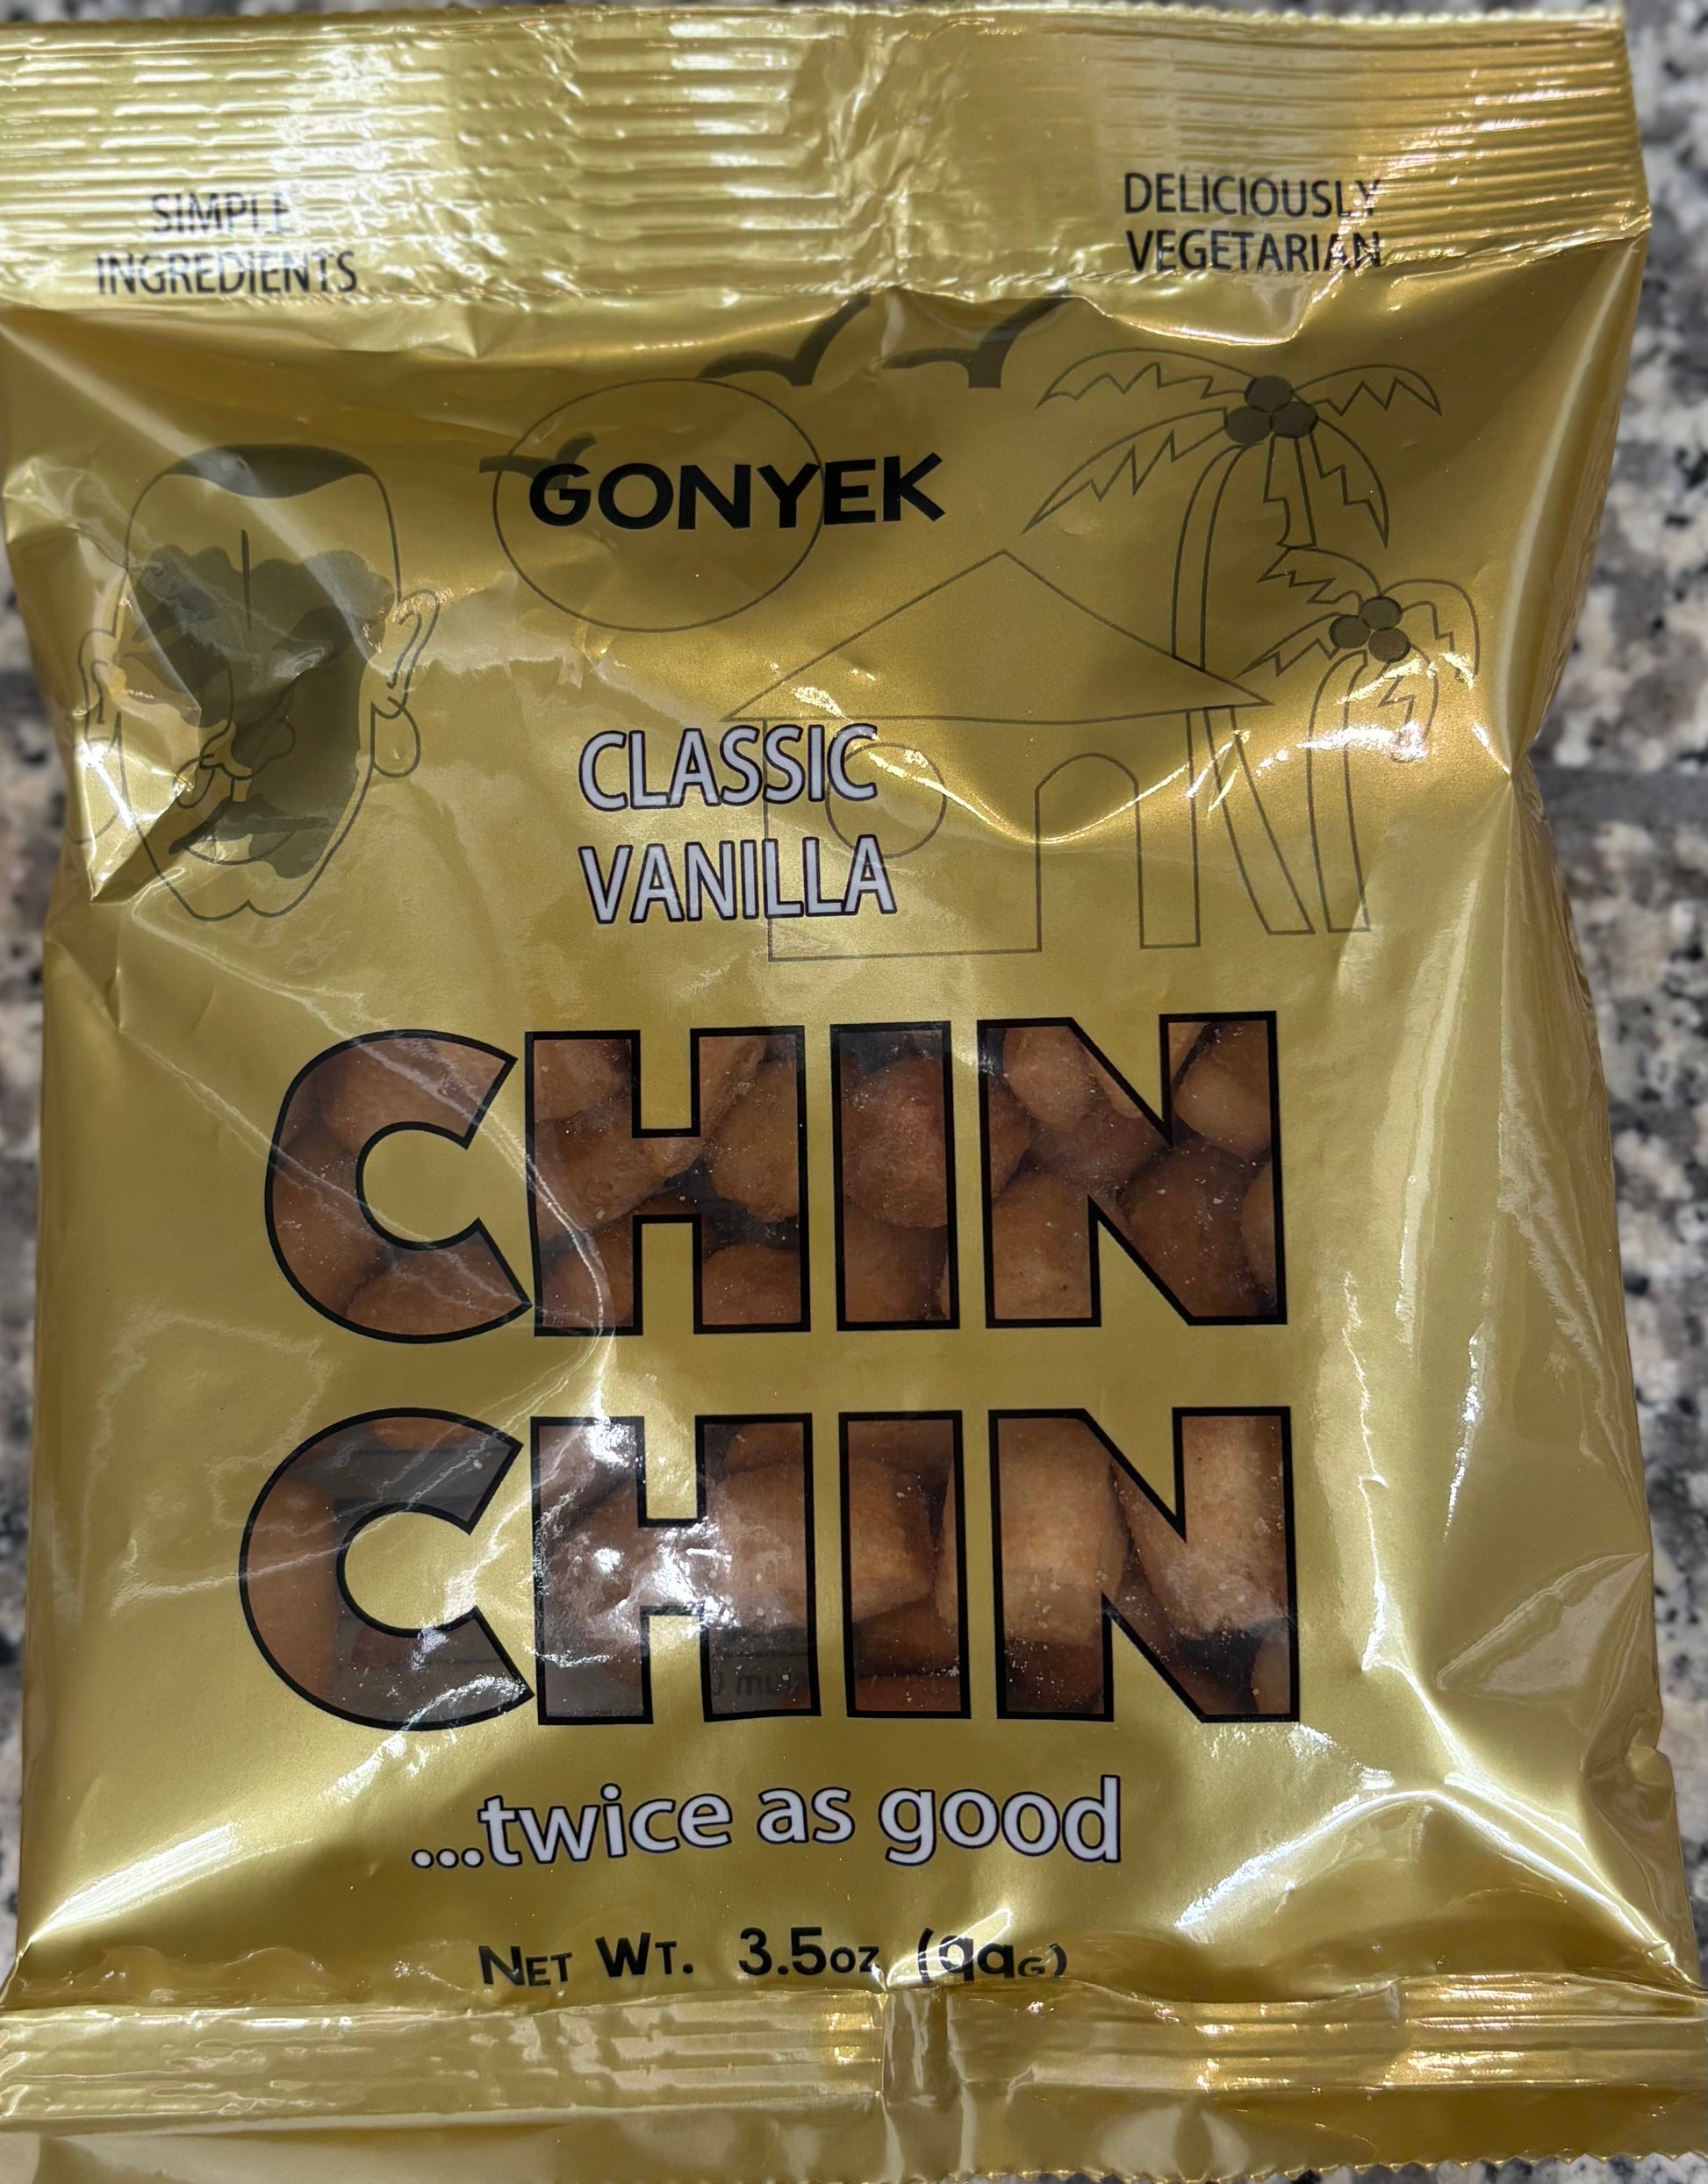 SIMPLE
INGREDIENTS
DELICIOUSLY
VEGETARIAN
GONYEK
CLASSIC
VANILLA
CHIN
CHIN
...twice as good
NET WT. 3.5oz (99G)